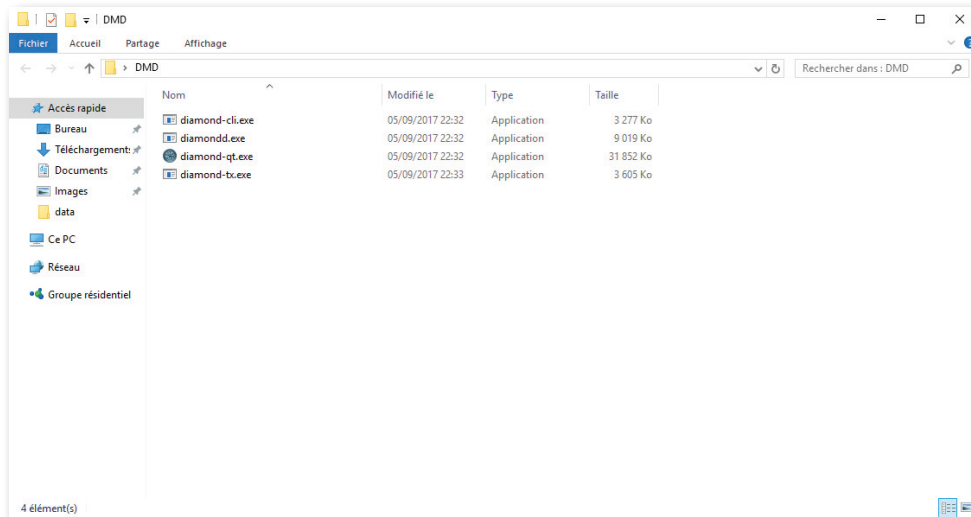 DMD
Fichier Accueil Partage Affichage
DMD Rechercher dans : DMD
Nom Modifié le Type Taille
Accès rapide
Bureau
Téléchargements
Documents
Images
data
Ce PC
Réseau
Groupe résidentiel
diamond-cli.exe 05/09/2017 22:32 Application 3 277 Ko
diamondd.exe 05/09/2017 22:32 Application 9 019 Ko
diamond-qt.exe 05/09/2017 22:32 Application 31 852 Ko
diamond-tx.exe 05/09/2017 22:33 Application 3 605 Ko
4 élément(s)